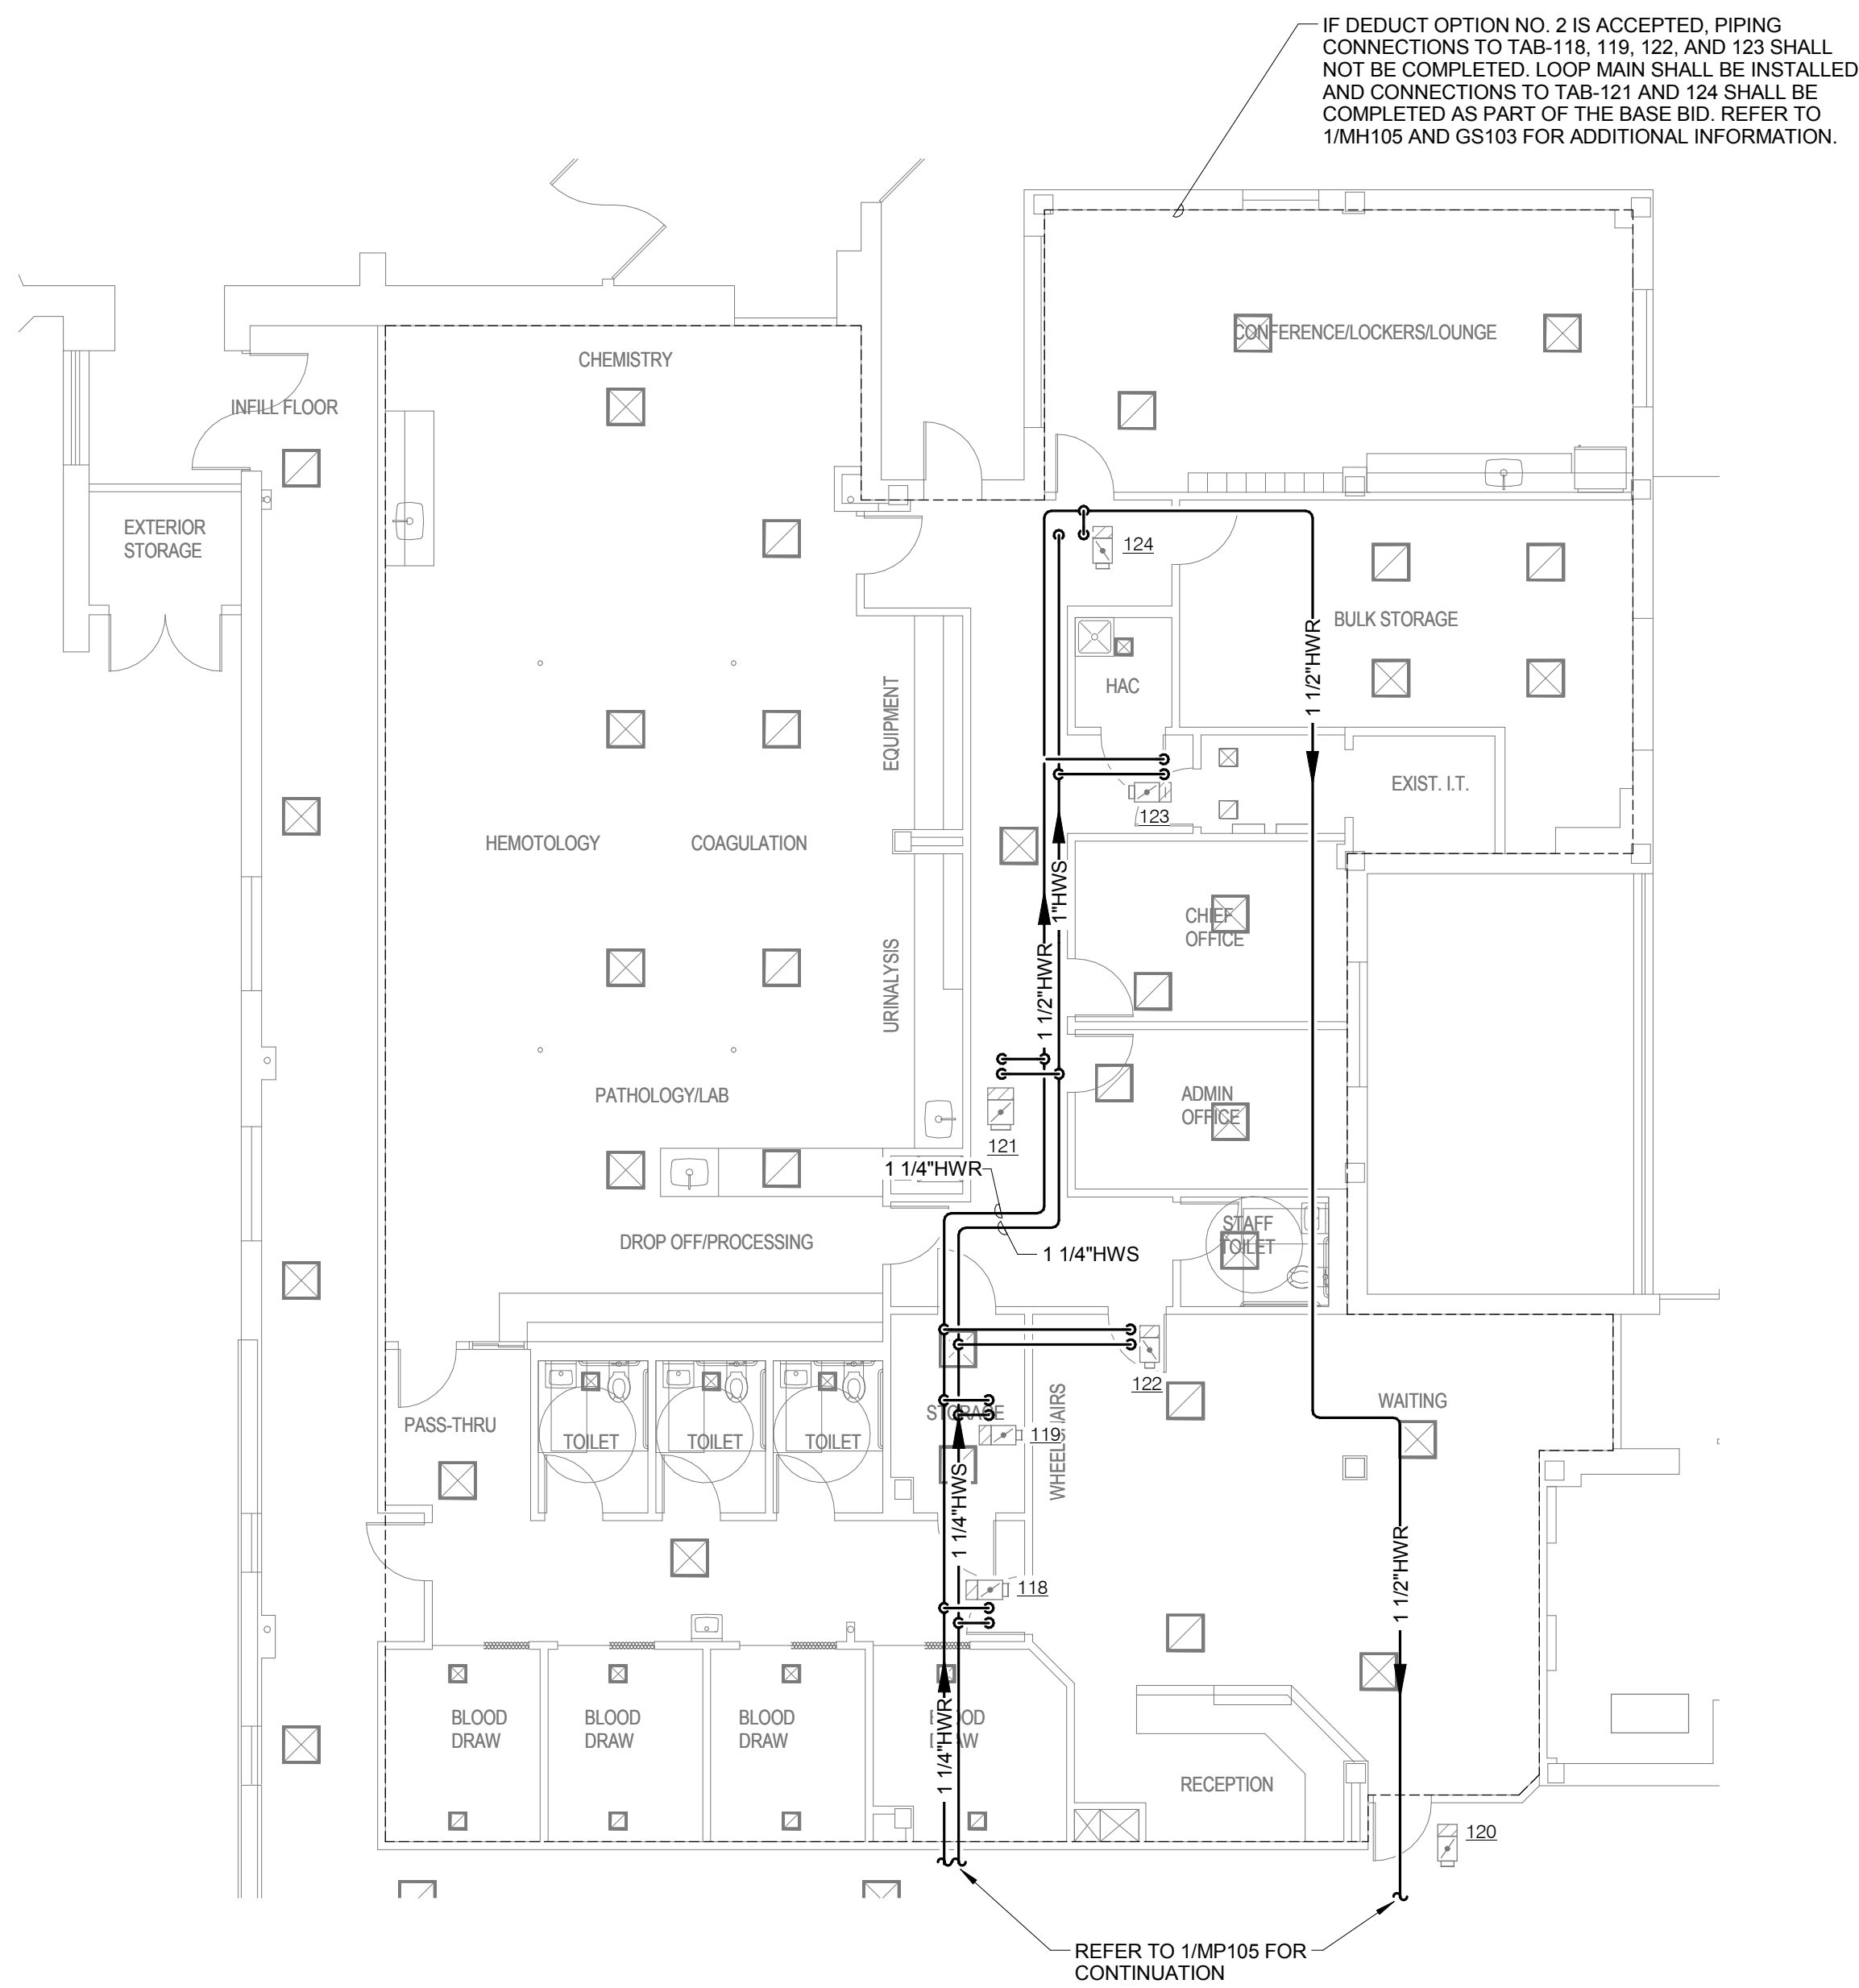 IF DEDUCT OPTION NO. 2 IS ACCEPTED, PIPING
CONNECTIONS TO TAB-118, 119, 122, AND 123 SHALL
NOT BE COMPLETED. LOOP MAIN SHALL BE INSTALLED
AND CONNECTIONS TO TAB-121 AND 124 SHALL BE
COMPLETED AS PART OF THE BASE BID. REFER TO
1/MH105 AND GS103 FOR ADDITIONAL INFORMATION.
CONFERENCE/LOCKERS/LOUNGE
CHEMISTRY
INFILL FLOOR
EXTERIOR
STORAGE
124
BULK STORAGE
1 1/2"HWR
HAC
EQUIPMENT
EXIST. I.T.
123
HEMOTOLOGY
COAGULATION
1"HWS
CHIEF
OFFICE
URINALYSIS
1 1/2"HWR
PATHOLOGY/LAB
ADMIN
OFFICE
121
1 1/4"HWR
STAFF
TOILET
DROP OFF/PROCESSING
1 1/4"HWS
122
WAITING
PASS-THRU
TOILET
TOILET
TOILET
STORAGE
119
WHEELCHAIRS
1 1/4"HWS
1 1/2"HWR
118
BLOOD
DRAW
BLOOD
DRAW
BLOOD
DRAW
BLOOD
DRAW
1 1/4"HWR
RECEPTION
120
REFER TO 1/MP105 FOR
CONTINUATION